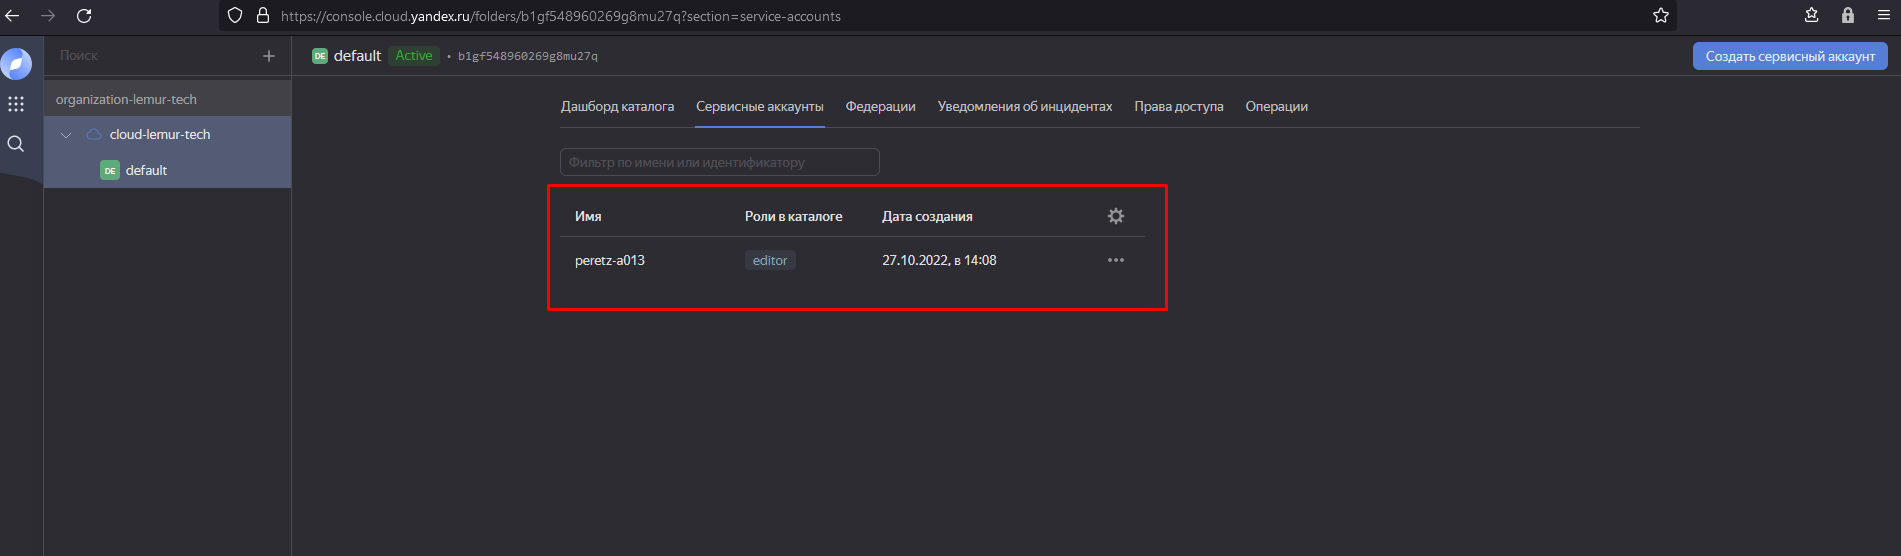 https://console.cloud.yandex.ru/folders/b1gf548960269g8mu27q?section=service-accounts
Поиск
DE default Active • b1gf548960269g8mu27q
Создать сервисный аккаунт
organization-lemur-tech
cloud-lemur-tech
DE default
Дашборд каталога Сервисные аккаунты Федерации Уведомления об инцидентах Права доступа Операции
Фильтр по имени или идентификатору
Имя Роли в каталоге Дата создания
peretz-a013 editor 27.10.2022, в 14:08